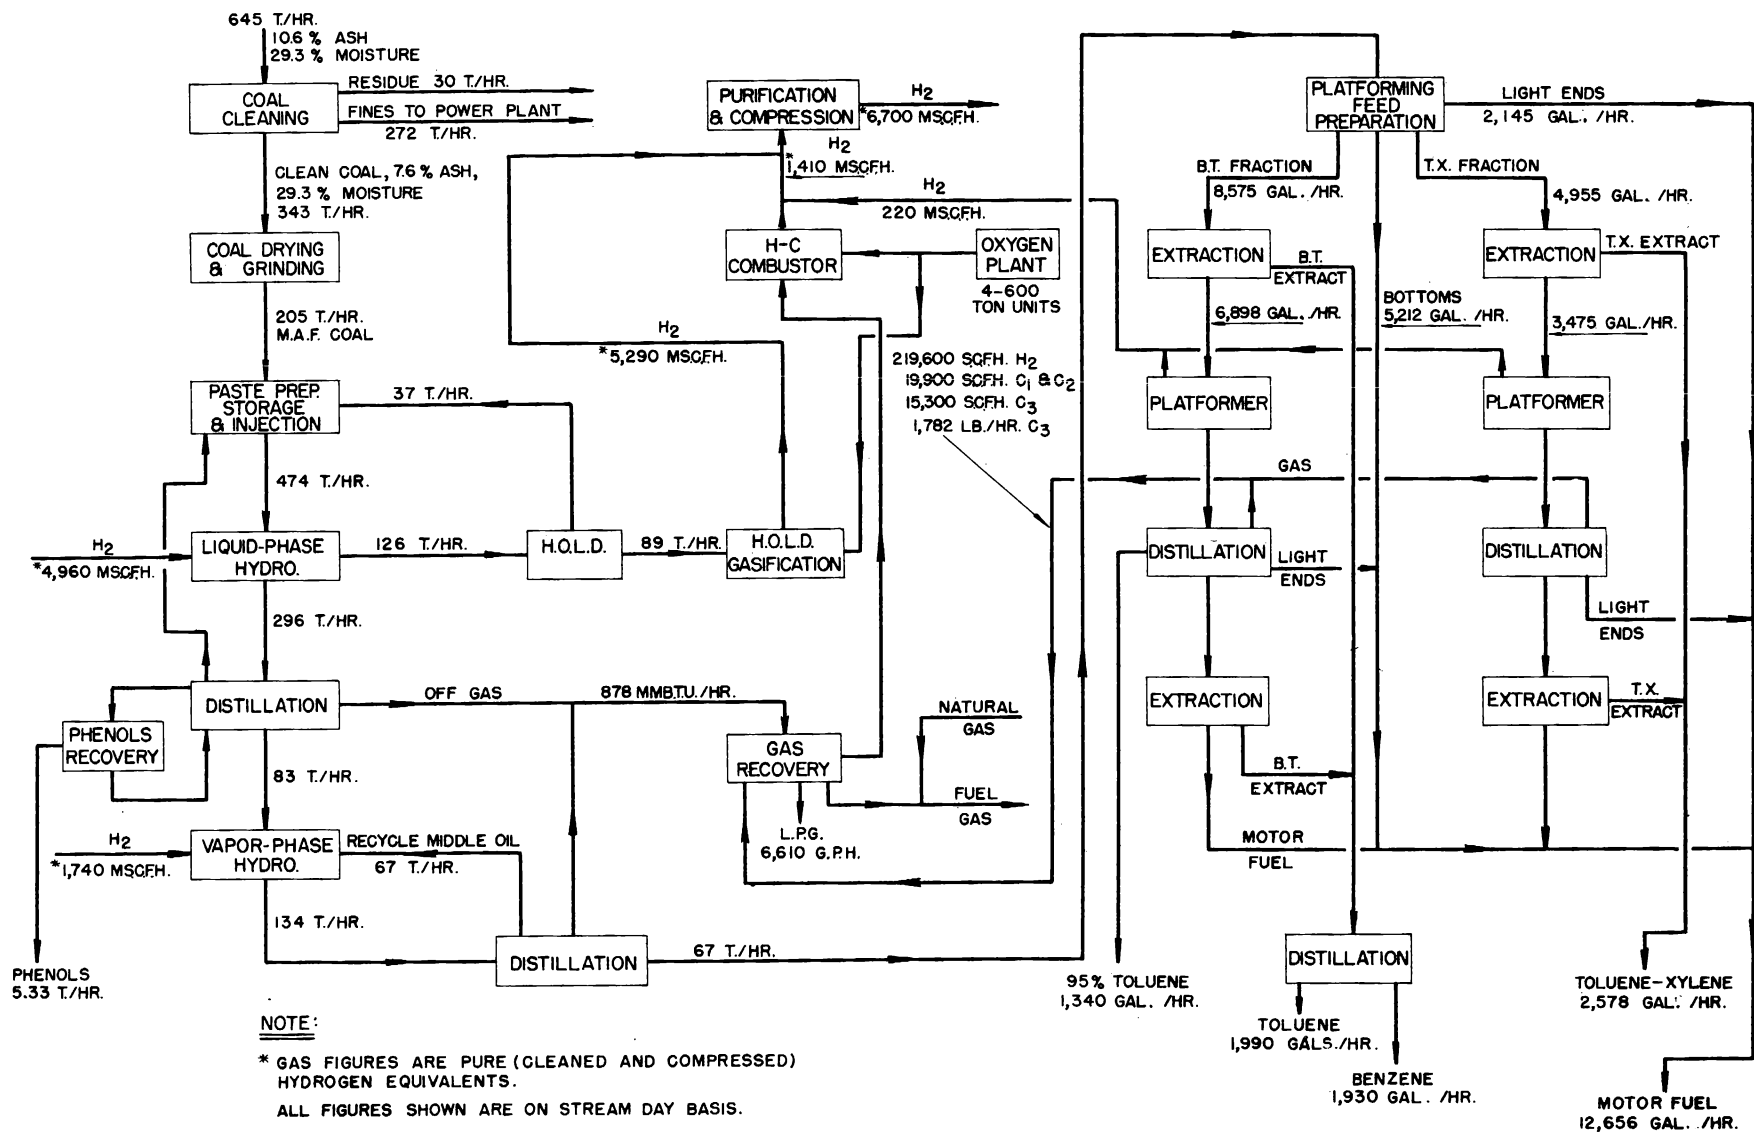 645 T./HR.
10.6 % ASH
29.3 % MOISTURE
COAL
CLEANING
RESIDUE 30 T./HR.
FINES TO POWER PLANT
272 T./HR.
CLEAN COAL, 7.6 % ASH,
29.3 % MOISTURE
343 T./HR.
COAL DRYING
& GRINDING
205 T./HR.
M.A.F. COAL
PASTE PREP.
STORAGE
& INJECTION
37 T./HR.
474 T./HR.
H2
*4,960 MSCFH.
LIQUID-PHASE
HYDRO.
126 T./HR.
H.O.L.D.
89 T./HR.
H.O.L.D.
GASIFICATION
296 T./HR.
DISTILLATION
OFF GAS
878 MMBTU./HR.
PHENOLS
RECOVERY
83 T./HR.
H2
*1,740 MSCFH.
VAPOR-PHASE
HYDRO.
RECYCLE MIDDLE OIL
67 T./HR.
134 T./HR.
DISTILLATION
67 T./HR.
PHENOLS
5.33 T./HR.
PURIFICATION
& COMPRESSION
H2
*6,700 MSCFH.
H2
*1,410 MSCFH.
H2
220 MSCFH.
H-C
COMBUSTOR
OXYGEN
PLANT
4-600
TON UNITS
H2
*5,290 MSCFH.
219,600 SCFH. H2
19,900 SCFH. C1 & C2
15,300 SCFH. C3
1,782 LB./HR. C3
GAS
RECOVERY
NATURAL
GAS
FUEL
GAS
L.P.G.
6,610 G.P.H.
PLATFORMING
FEED
PREPARATION
LIGHT ENDS
2,145 GAL. /HR.
B.T. FRACTION
8,575 GAL. /HR.
T.X. FRACTION
4,955 GAL. /HR.
EXTRACTION
B.T.
EXTRACT
EXTRACTION
T.X. EXTRACT
6,898 GAL. /HR.
BOTTOMS
5,212 GAL. /HR.
3,475 GAL./HR.
PLATFORMER
PLATFORMER
GAS
DISTILLATION
LIGHT
ENDS
DISTILLATION
LIGHT
ENDS
EXTRACTION
EXTRACTION
T.X.
EXTRACT
B.T.
EXTRACT
MOTOR
FUEL
DISTILLATION
95% TOLUENE
1,340 GAL. /HR.
TOLUENE
1,990 GALS./HR.
BENZENE
1,930 GAL. /HR.
TOLUENE-XYLENE
2,578 GAL. /HR.
MOTOR FUEL
12,656 GAL. /HR.
NOTE:
* GAS FIGURES ARE PURE (CLEANED AND COMPRESSED)
HYDROGEN EQUIVALENTS.
ALL FIGURES SHOWN ARE ON STREAM DAY BASIS.